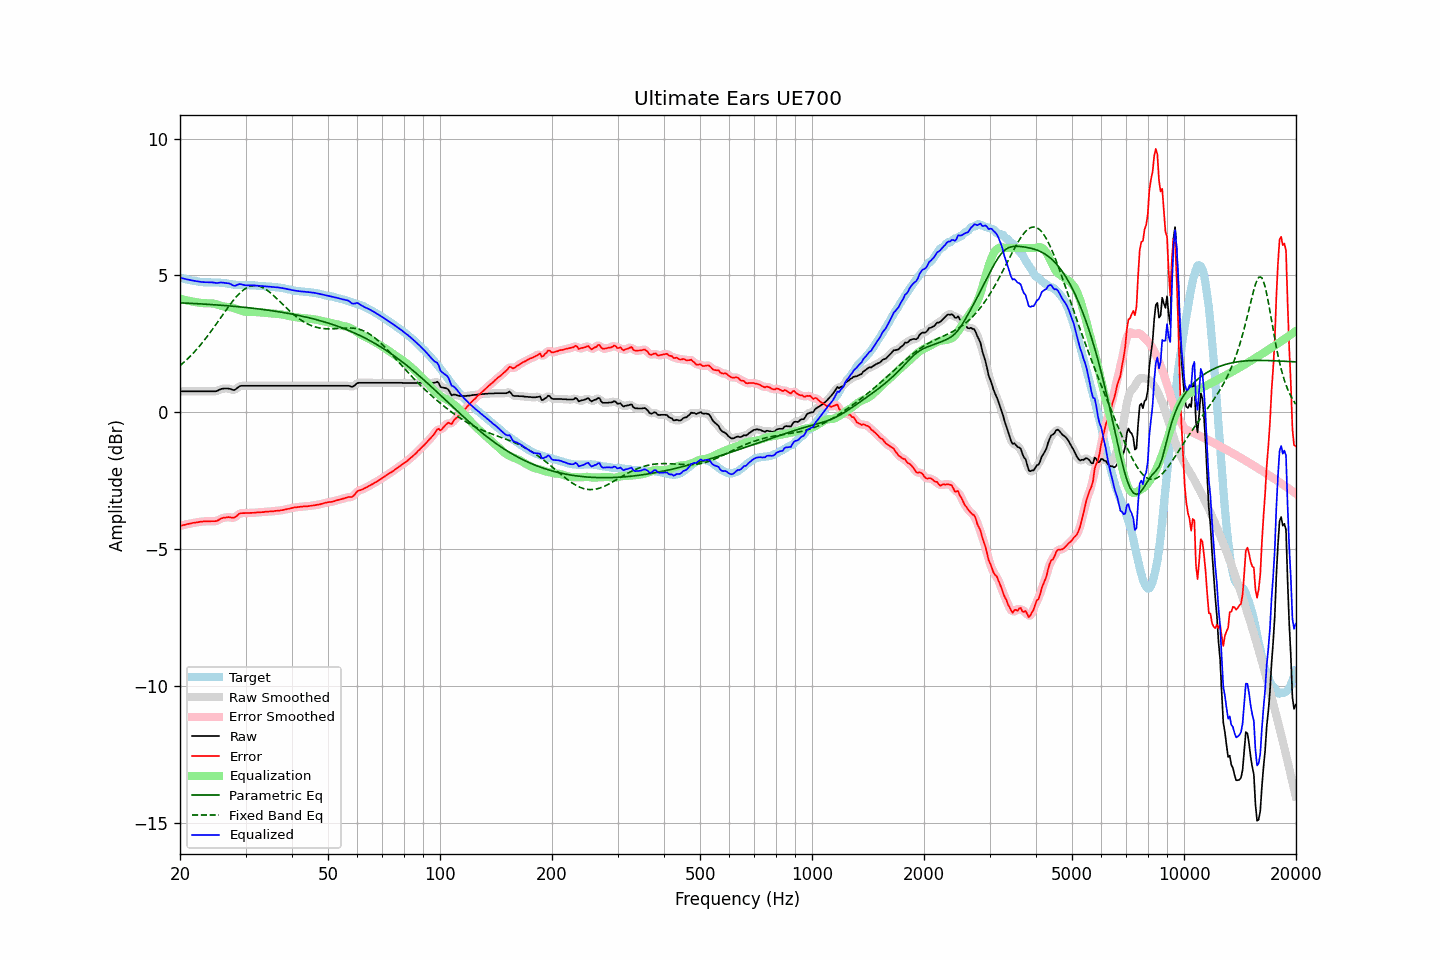 Ultimate Ears UE700
10
5
0
−5
−10
−15
Amplitude (dBr)
Target
Raw Smoothed
Error Smoothed
Raw
Error
Equalization
Parametric Eq
Fixed Band Eq
Equalized
20 50 100 200 500 1000 2000 5000 10000 20000
Frequency (Hz)